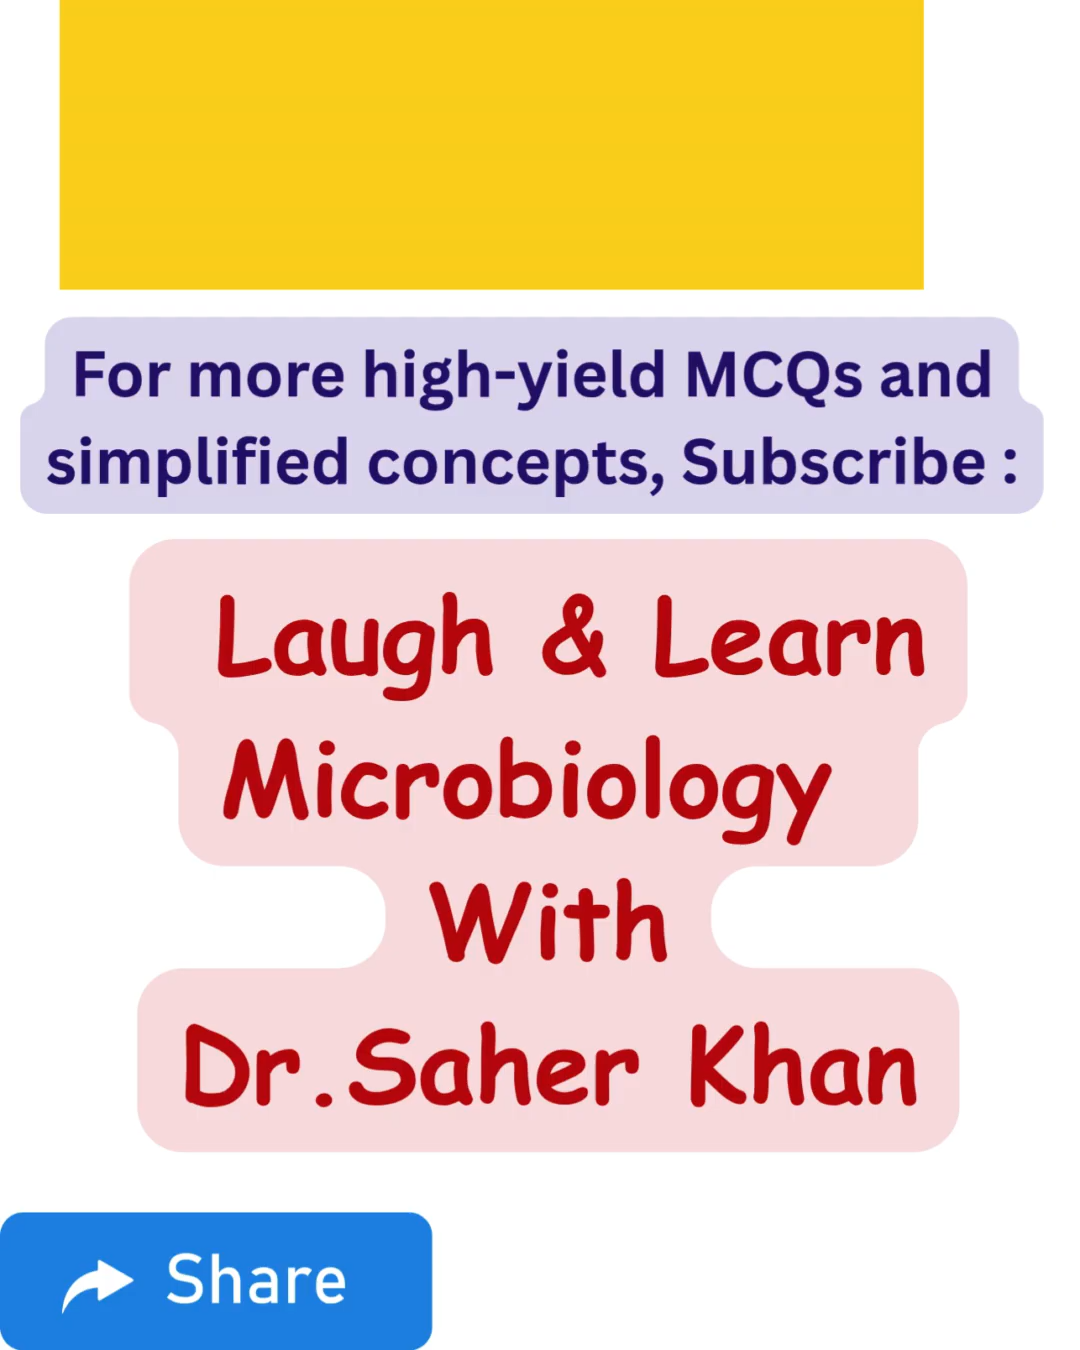 For more high-yield MCQs and
simplified concepts, Subscribe :
Laugh & Learn
Microbiology
With
Dr.Saher Khan
Share